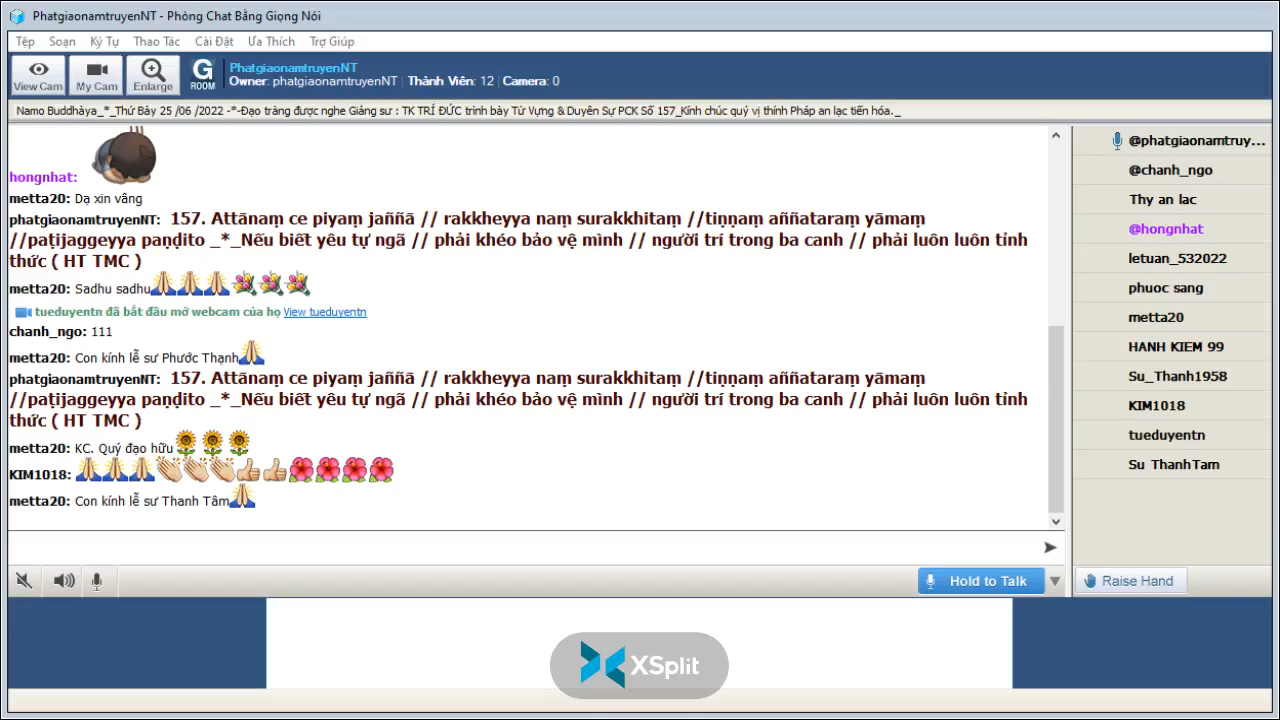 PhatgiaonamtruyenNT - Phòng Chat Bằng Giọng Nói
Tệp Soạn Ký Tự Thao Tác Cài Đặt Ưa Thích Trợ Giúp
View Cam My Cam Enlarge G ROOM
PhatgiaonamtruyenNT
Owner: phatgiaonamtruyenNT Thành Viên: 12 Camera: 0
Namo Buddhàya_*_Thứ Bảy 25 /06 /2022 -*-Đạo tràng được nghe Giảng sư : TK TRÍ ĐỨC trình bày Từ Vựng & Duyên Sự PCK Số 157_Kính chúc quý vị thính Pháp an lạc tiến hóa._
hongnhat:
metta20: Dạ xin vâng
phatgiaonamtruyenNT: 157. Attānaṃ ce piyaṃ jaññā // rakkheyya naṃ surakkhitaṃ //tiṇṇaṃ aññataraṃ yāmaṃ
//paṭijaggeyya paṇḍito _*_Nếu biết yêu tự ngã // phải khéo bảo vệ mình // người trí trong ba canh // phải luôn luôn tỉnh
thức ( HT TMC )
metta20: Sadhu sadhu
tueduyentn đã bắt đầu mở webcam của họ View tueduyentn
chanh_ngo: 111
metta20: Con kính lễ sư Phước Thạnh
phatgiaonamtruyenNT: 157. Attānaṃ ce piyaṃ jaññā // rakkheyya naṃ surakkhitaṃ //tiṇṇaṃ aññataraṃ yāmaṃ
//paṭijaggeyya paṇḍito _*_Nếu biết yêu tự ngã // phải khéo bảo vệ mình // người trí trong ba canh // phải luôn luôn tỉnh
thức ( HT TMC )
metta20: KC. Quý đạo hữu
KIM1018:
metta20: Con kính lễ sư Thanh Tâm
@phatgiaonamtruy...
@chanh_ngo
Thy an lac
@hongnhat
letuan_532022
phuoc sang
metta20
HANH KIEM 99
Su_Thanh1958
KIM1018
tueduyentn
Su ThanhTam
Hold to Talk
Raise Hand
XSplit